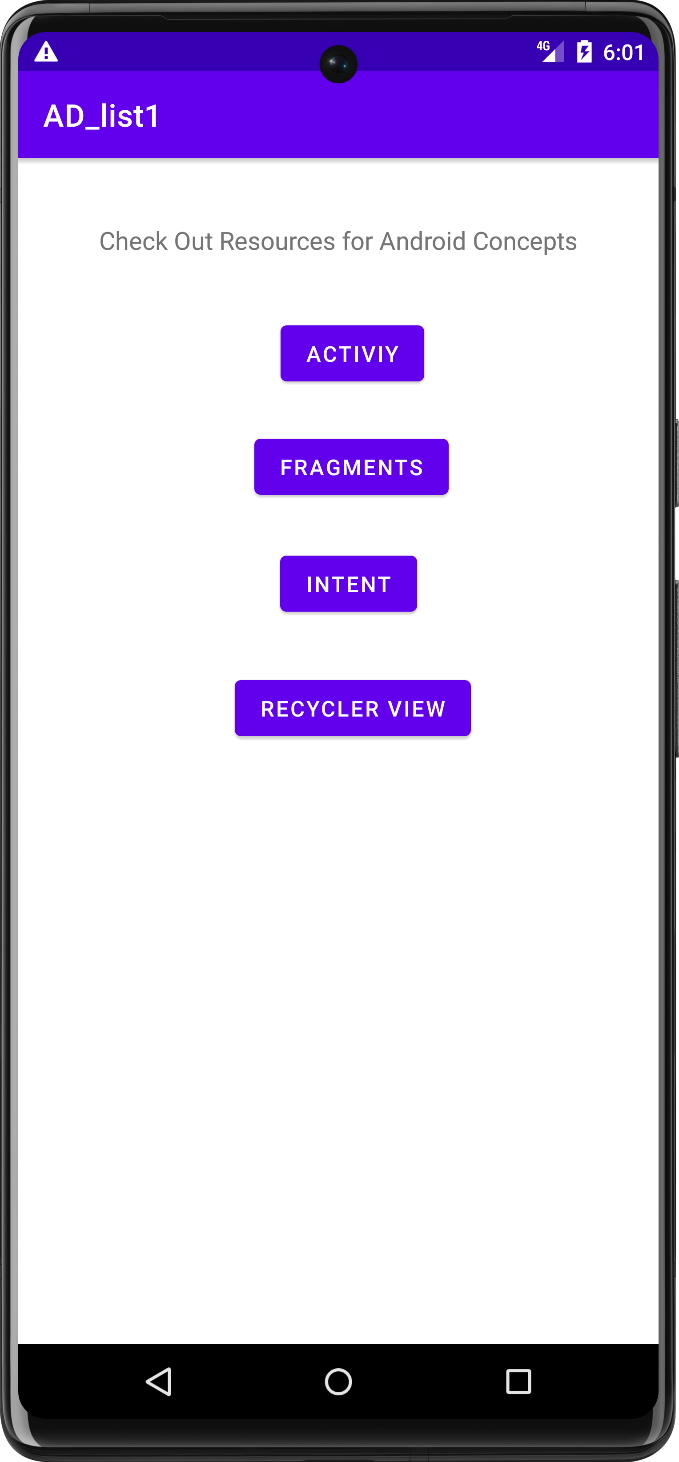 4G 6:01
AD_list1
Check Out Resources for Android Concepts
ACTIVIY
FRAGMENTS
INTENT
RECYCLER VIEW